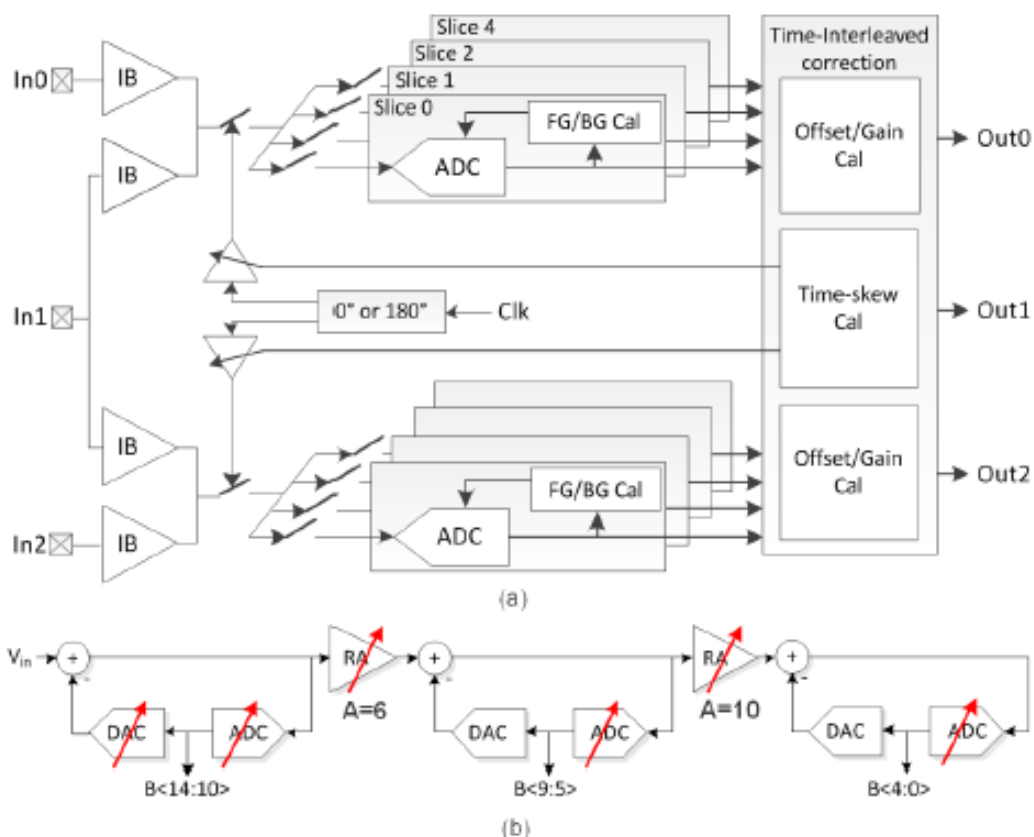 Slice 4
Slice 2
Slice 1
Slice 0
In0
IB
IB
FG/BG Cal
ADC
Time-Interleaved
correction
Offset/Gain
Cal
Out0
In1
0° or 180°
Clk
Time-skew
Cal
Out1
IB
IB
In2
FG/BG Cal
ADC
Offset/Gain
Cal
Out2
(a)
Vin
+
-
RA
A=6
DAC
ADC
B<14:10>
+
-
RA
A=10
DAC
ADC
B<9:5>
+
-
DAC
ADC
B<4:0>
(b)